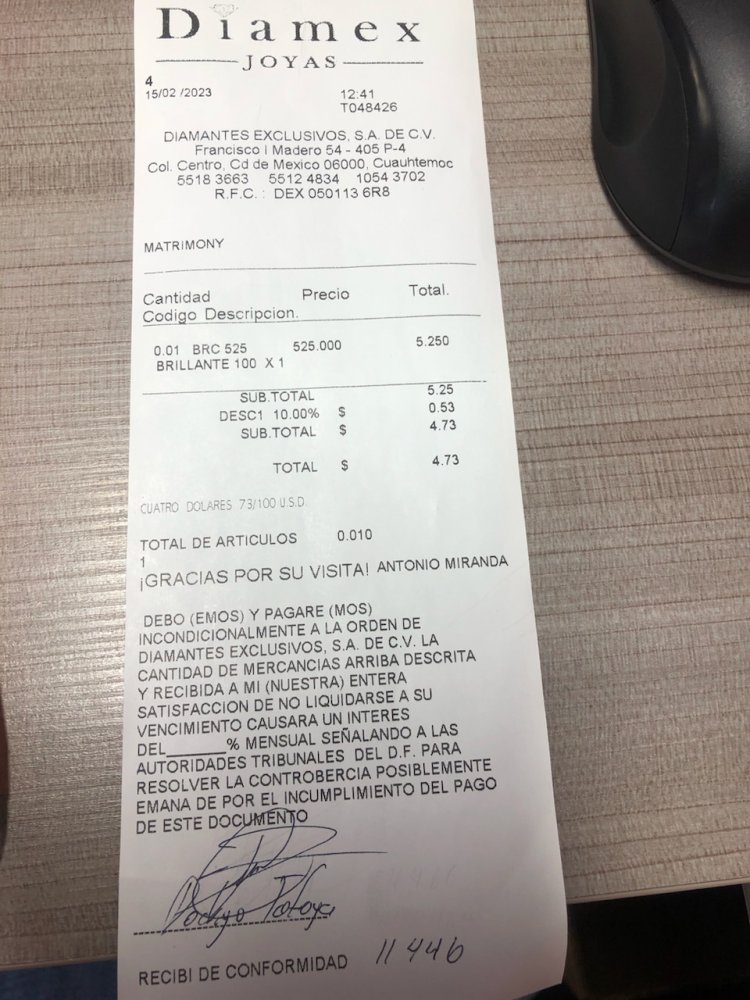 Diamex
JOYAS
4
15/02 /2023 12:41
T048426
DIAMANTES EXCLUSIVOS, S.A. DE C.V.
Francisco I Madero 54 - 405 P-4
Col. Centro, Cd de Mexico 06000, Cuauhtemoc
5518 3663 5512 4834 1054 3702
R.F.C. : DEX 050113 6R8
MATRIMONY
Cantidad Precio Total.
Codigo Descripcion.
0.01 BRC 525 525.000 5.250
BRILLANTE 100 X 1
SUB.TOTAL 5.25
DESC1 10.00% $ 0.53
SUB.TOTAL $ 4.73
TOTAL $ 4.73
CUATRO DOLARES 73/100 U.S.D.
TOTAL DE ARTICULOS 0.010
1
¡GRACIAS POR SU VISITA! ANTONIO MIRANDA
DEBO (EMOS) Y PAGARE (MOS)
INCONDICIONALMENTE A LA ORDEN DE
DIAMANTES EXCLUSIVOS, S.A. DE C.V. LA
CANTIDAD DE MERCANCIAS ARRIBA DESCRITA
Y RECIBIDA A MI (NUESTRA) ENTERA
SATISFACCION DE NO LIQUIDARSE A SU
VENCIMIENTO CAUSARA UN INTERES
DEL______% MENSUAL SEÑALANDO A LAS
AUTORIDADES TRIBUNALES DEL D.F. PARA
RESOLVER LA CONTROBERCIA POSIBLEMENTE
EMANA DE POR EL INCUMPLIMIENTO DEL PAGO
DE ESTE DOCUMENTO
RECIBI DE CONFORMIDAD 11446